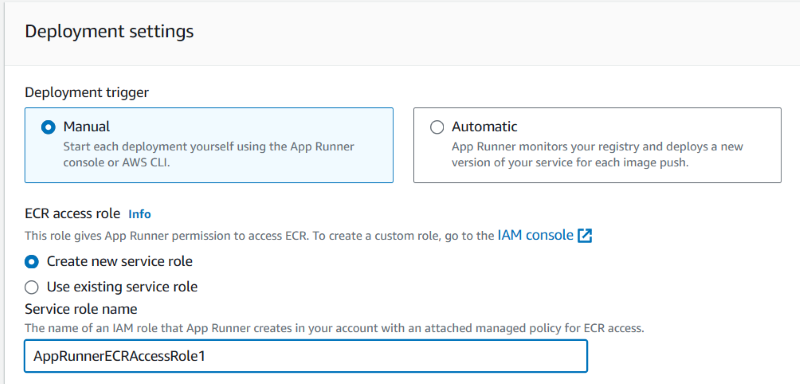 Deployment settings
Deployment trigger
Manual
Start each deployment yourself using the App Runner
console or AWS CLI.
Automatic
App Runner monitors your registry and deploys a new
version of your service for each image push.
ECR access role Info
This role gives App Runner permission to access ECR. To create a custom role, go to the IAM console
Create new service role
Use existing service role
Service role name
The name of an IAM role that App Runner creates in your account with an attached managed policy for ECR access.
AppRunnerECRAccessRole1